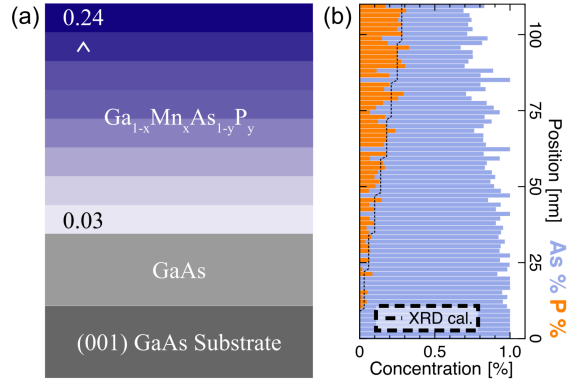 (a)
0.24
>
Ga1-xMnxAs1-yPy
0.03
GaAs
(001) GaAs Substrate
(b)
100
75
50
25
0
Position [nm]
As % P %
XRD cal.
0
0.5
1.0
Concentration [%]